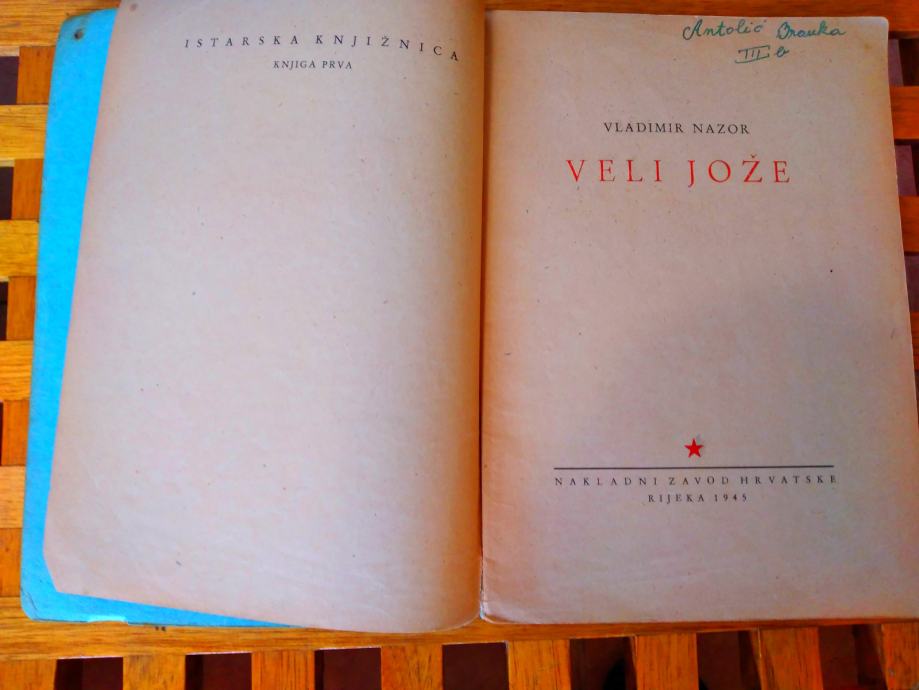 ISTARSKA KNJIŽNICA
KNJIGA PRVA
Antolić Branka
III b
VLADIMIR NAZOR
VELI JOŽE
NAKLADNI ZAVOD HRVATSKE
RIJEKA 1945